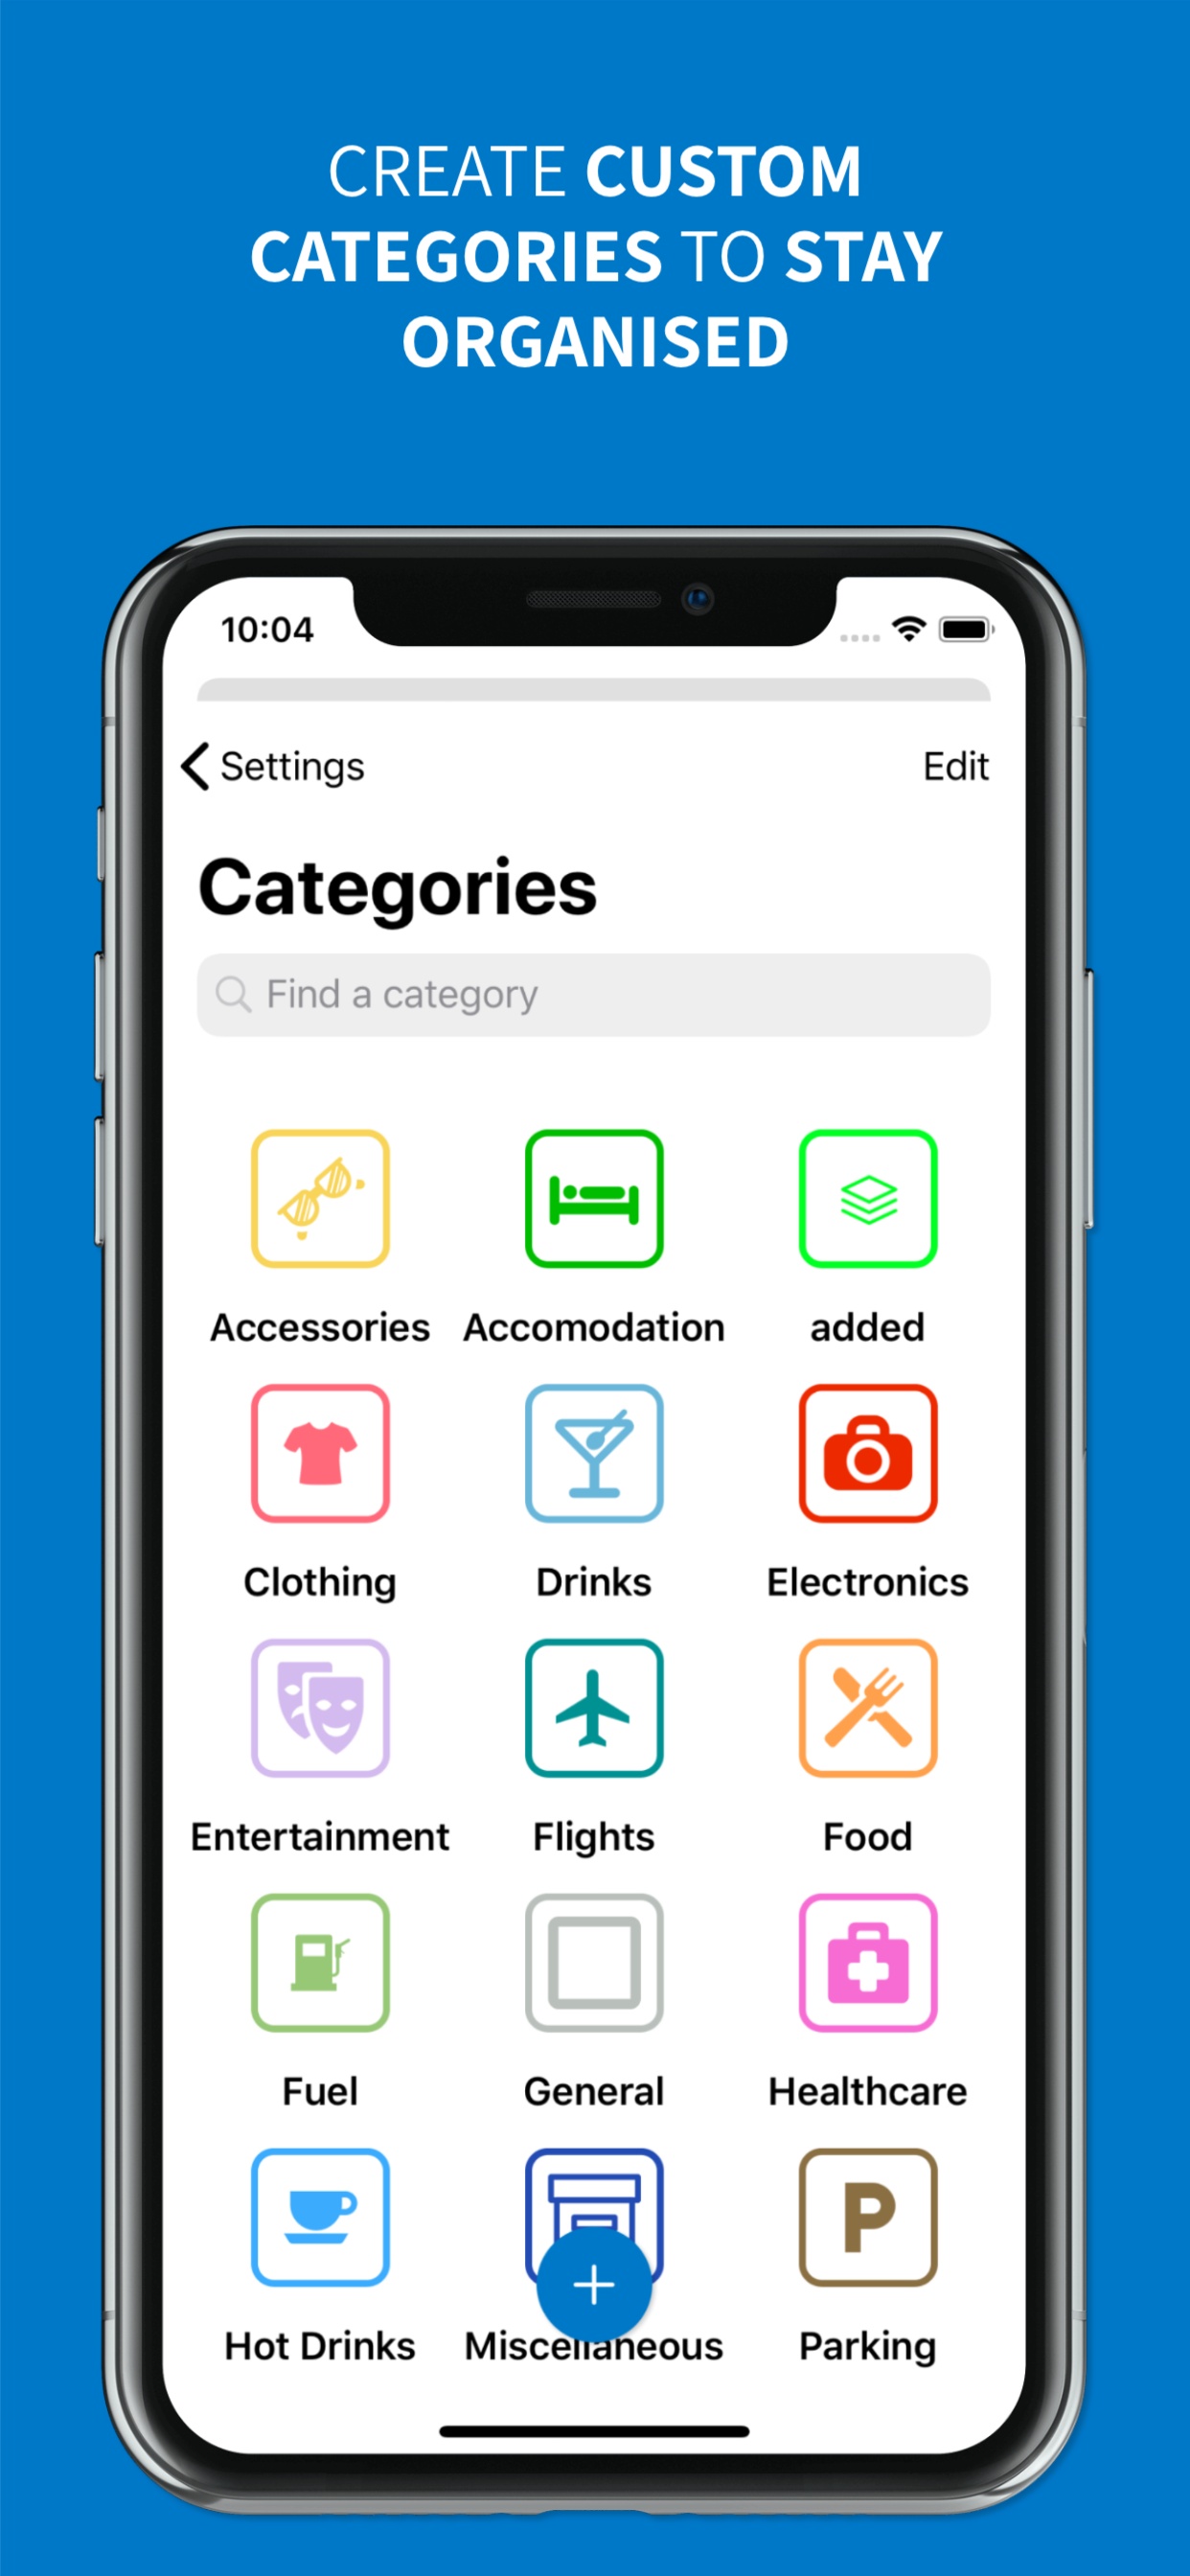 CREATE CUSTOM
CATEGORIES TO STAY
ORGANISED
10:04
Settings
Edit
Categories
Find a category
Accessories
Accomodation
added
Clothing
Drinks
Electronics
Entertainment
Flights
Food
Fuel
General
Healthcare
P
Hot Drinks
Miscellaneous
Parking